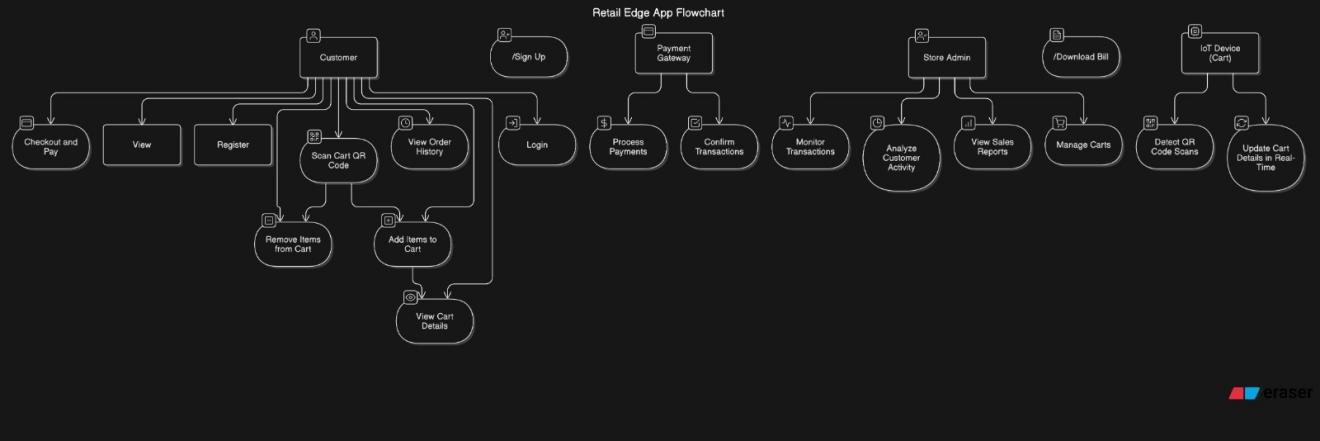 Retail Edge App Flowchart
Customer
/Sign Up
Payment
Gateway
Store Admin
/Download Bill
IoT Device
(Cart)
Checkout and
Pay
View
Register
Scan Cart QR
Code
View Order
History
Login
Process
Payments
Confirm
Transactions
Monitor
Transactions
Analyze
Customer
Activity
View Sales
Reports
Manage Carts
Detect QR
Code Scans
Update Cart
Details in Real-
Time
Remove Items
from Cart
Add Items to
Cart
View Cart
Details
eraser